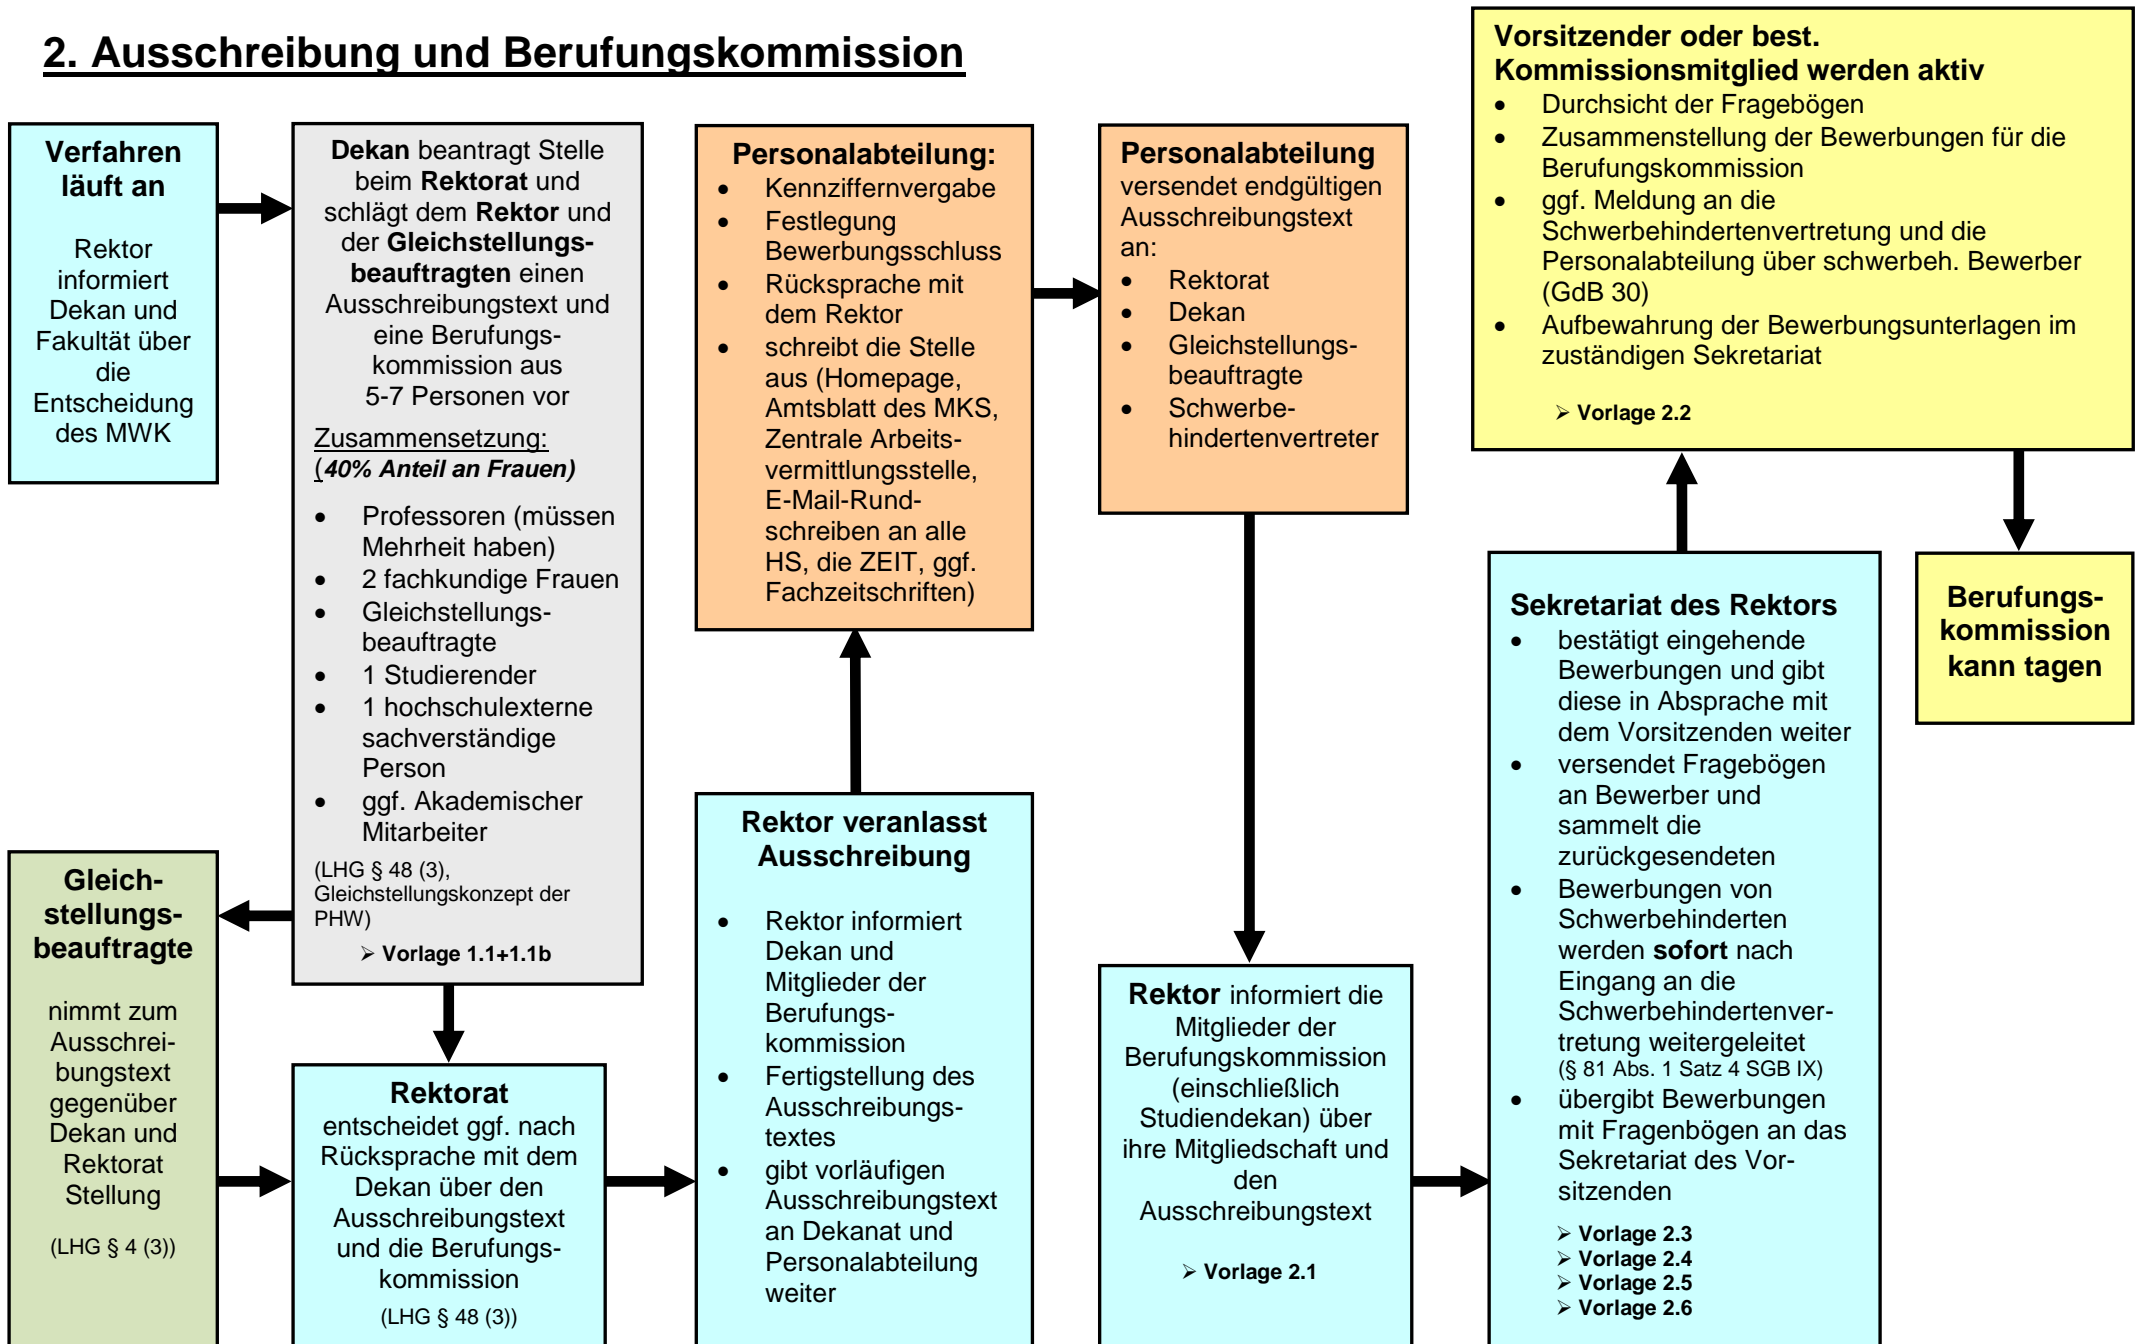 2. Ausschreibung und Berufungskommission
Verfahren
läuft an
Rektor
informiert
Dekan und
Fakultät über
die
Entscheidung
des MWK
Dekan beantragt Stelle
beim Rektorat und
schlägt dem Rektor und
der Gleichstellungs-
beauftragten einen
Ausschreibungstext und
eine Berufungs-
kommission aus
5-7 Personen vor
Zusammensetzung:
(40% Anteil an Frauen)
• Professoren (müssen
Mehrheit haben)
• 2 fachkundige Frauen
• Gleichstellungs-
beauftragte
• 1 Studierender
• 1 hochschulexterne
sachverständige
Person
• ggf. Akademischer
Mitarbeiter
(LHG § 48 (3),
Gleichstellungskonzept der
PHW)
➢ Vorlage 1.1+1.1b
Gleich-
stellungs-
beauftragte
nimmt zum
Ausschrei-
bungstext
gegenüber
Dekan und
Rektorat
Stellung
(LHG § 4 (3))
Rektorat
entscheidet ggf. nach
Rücksprache mit dem
Dekan über den
Ausschreibungstext
und die Berufungs-
kommission
(LHG § 48 (3))
Rektor veranlasst
Ausschreibung
• Rektor informiert
Dekan und
Mitglieder der
Berufungs-
kommission
• Fertigstellung des
Ausschreibungs-
textes
• gibt vorläufigen
Ausschreibungstext
an Dekanat und
Personalabteilung
weiter
Personalabteilung:
• Kennziffernvergabe
• Festlegung
Bewerbungsschluss
• Rücksprache mit
dem Rektor
• schreibt die Stelle
aus (Homepage,
Amtsblatt des MKS,
Zentrale Arbeits-
vermittlungsstelle,
E-Mail-Rund-
schreiben an alle
HS, die ZEIT, ggf.
Fachzeitschriften)
Personalabteilung
versendet endgültigen
Ausschreibungstext
an:
• Rektorat
• Dekan
• Gleichstellungs-
beauftragte
• Schwerbe-
hindertenvertreter
Rektor informiert die
Mitglieder der
Berufungskommission
(einschließlich
Studiendekan) über
ihre Mitgliedschaft und
den
Ausschreibungstext
➢ Vorlage 2.1
Sekretariat des Rektors
• bestätigt eingehende
Bewerbungen und gibt
diese in Absprache mit
dem Vorsitzenden weiter
• versendet Fragebögen
an Bewerber und
sammelt die
zurückgesendeten
• Bewerbungen von
Schwerbehinderten
werden sofort nach
Eingang an die
Schwerbehindertenver-
tretung weitergeleitet
(§ 81 Abs. 1 Satz 4 SGB IX)
• übergibt Bewerbungen
mit Fragenbögen an das
Sekretariat des Vor-
sitzenden
➢ Vorlage 2.3
➢ Vorlage 2.4
➢ Vorlage 2.5
➢ Vorlage 2.6
Vorsitzender oder best.
Kommissionsmitglied werden aktiv
• Durchsicht der Fragebögen
• Zusammenstellung der Bewerbungen für die
Berufungskommission
• ggf. Meldung an die
Schwerbehindertenvertretung und die
Personalabteilung über schwerbeh. Bewerber
(GdB 30)
• Aufbewahrung der Bewerbungsunterlagen im
zuständigen Sekretariat
➢ Vorlage 2.2
Berufungs-
kommission
kann tagen